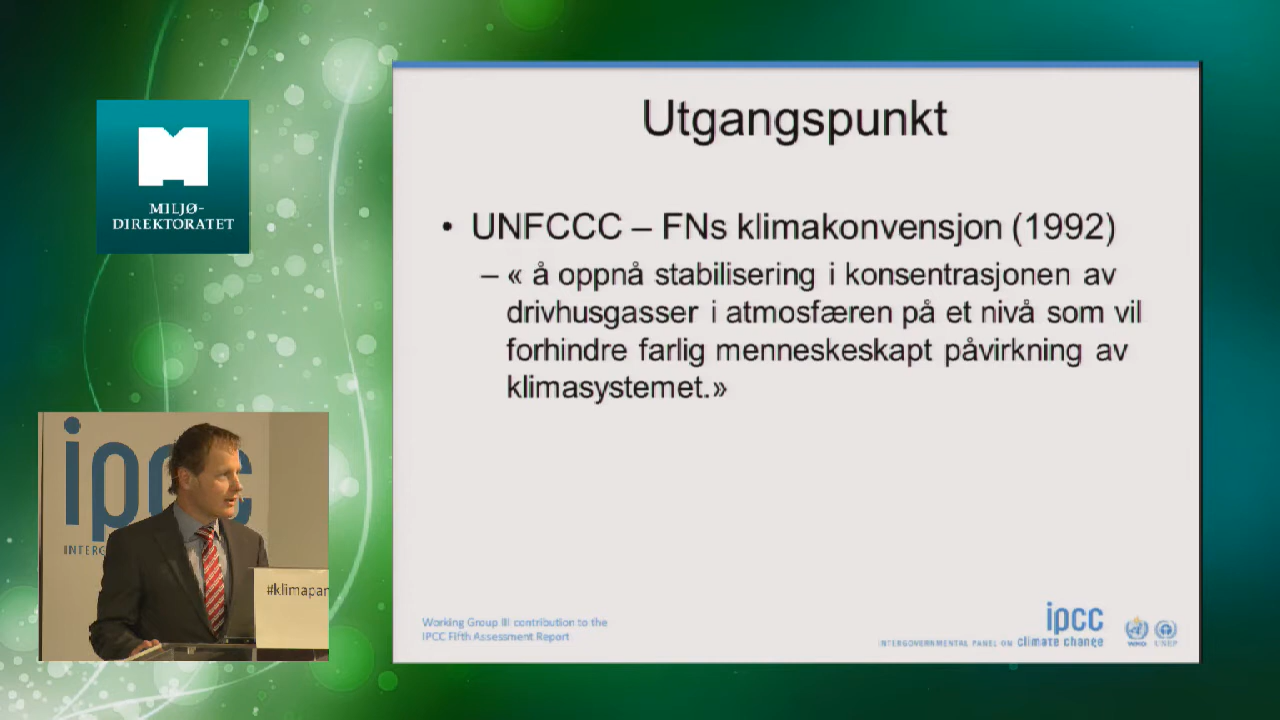 MILJØ-
DIREKTORATET
Utgangspunkt
• UNFCCC – FNs klimakonvensjon (1992)
– « å oppnå stabilisering i konsentrasjonen av
drivhusgasser i atmosfæren på et nivå som vil
forhindre farlig menneskeskapt påvirkning av
klimasystemet.»
ipcc
INTERG
#klimapan
Working Group III contribution to the
IPCC Fifth Assessment Report
ipcc
INTERGOVERNMENTAL PANEL ON climate change
WMO UNEP